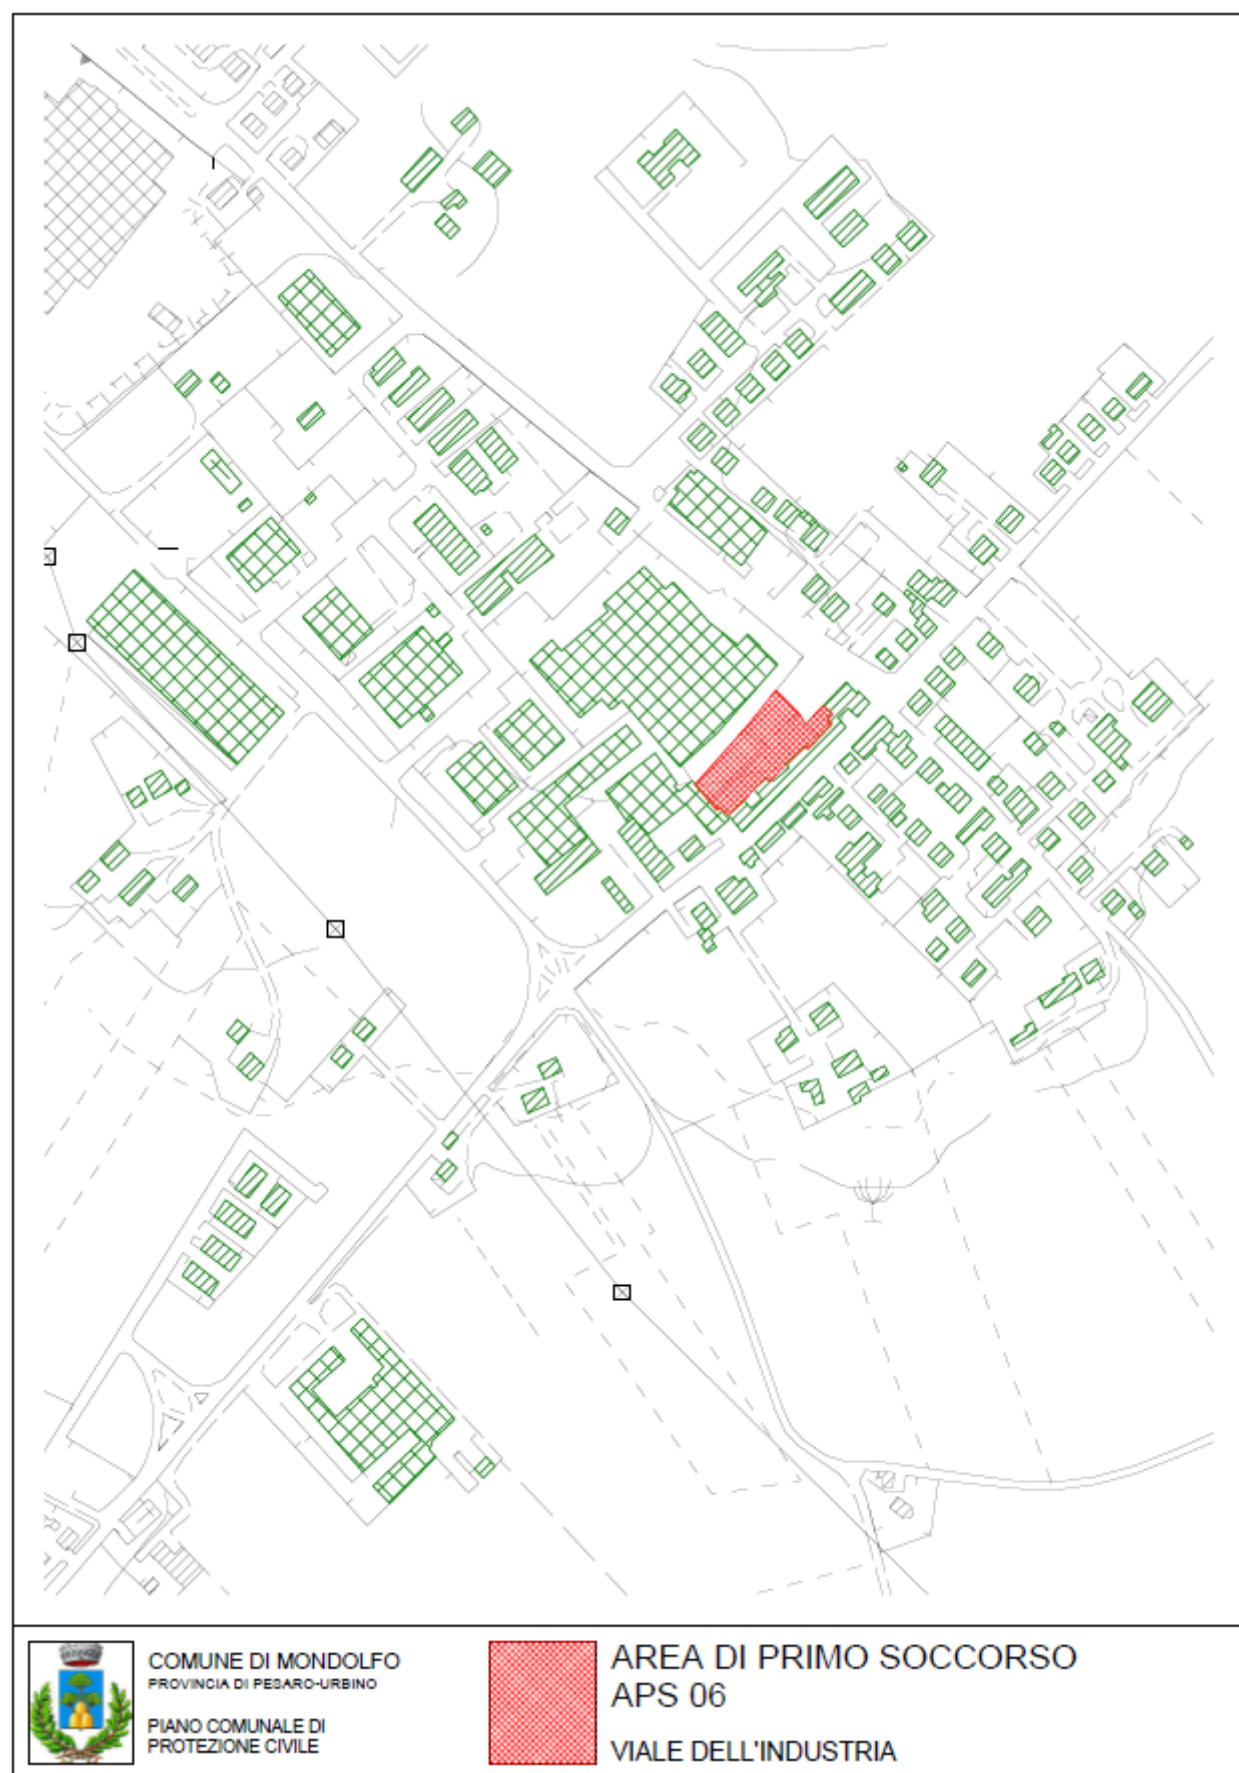 COMUNE DI MONDOLFO
PROVINCIA DI PESARO-URBINO
PIANO COMUNALE DI
PROTEZIONE CIVILE
AREA DI PRIMO SOCCORSO
APS 06
VIALE DELL'INDUSTRIA